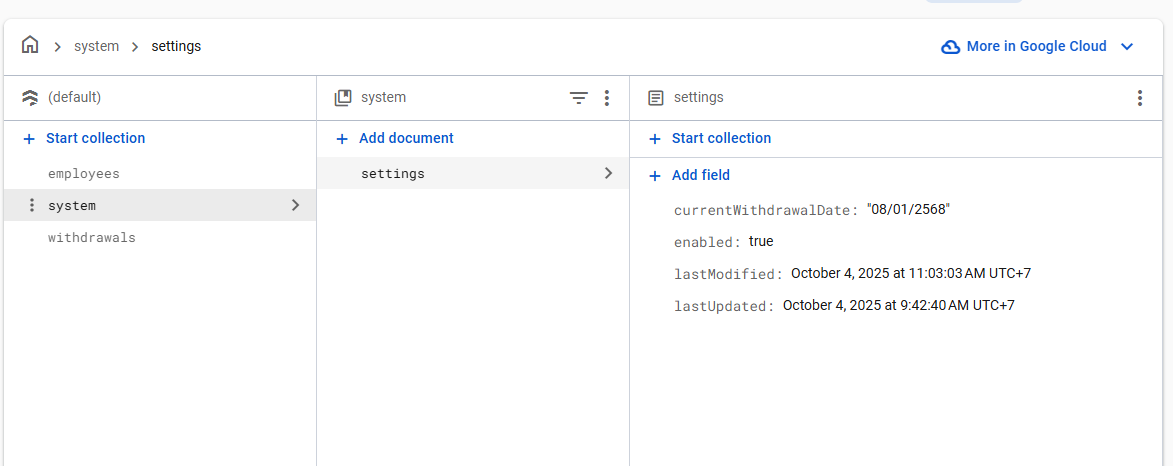 system > settings
More in Google Cloud
(default)
system
settings
+ Start collection
+ Add document
+ Start collection
employees
settings
+ Add field
system
currentWithdrawalDate: "08/01/2568"
withdrawals
enabled: true
lastModified: October 4, 2025 at 11:03:03 AM UTC+7
lastUpdated: October 4, 2025 at 9:42:40 AM UTC+7